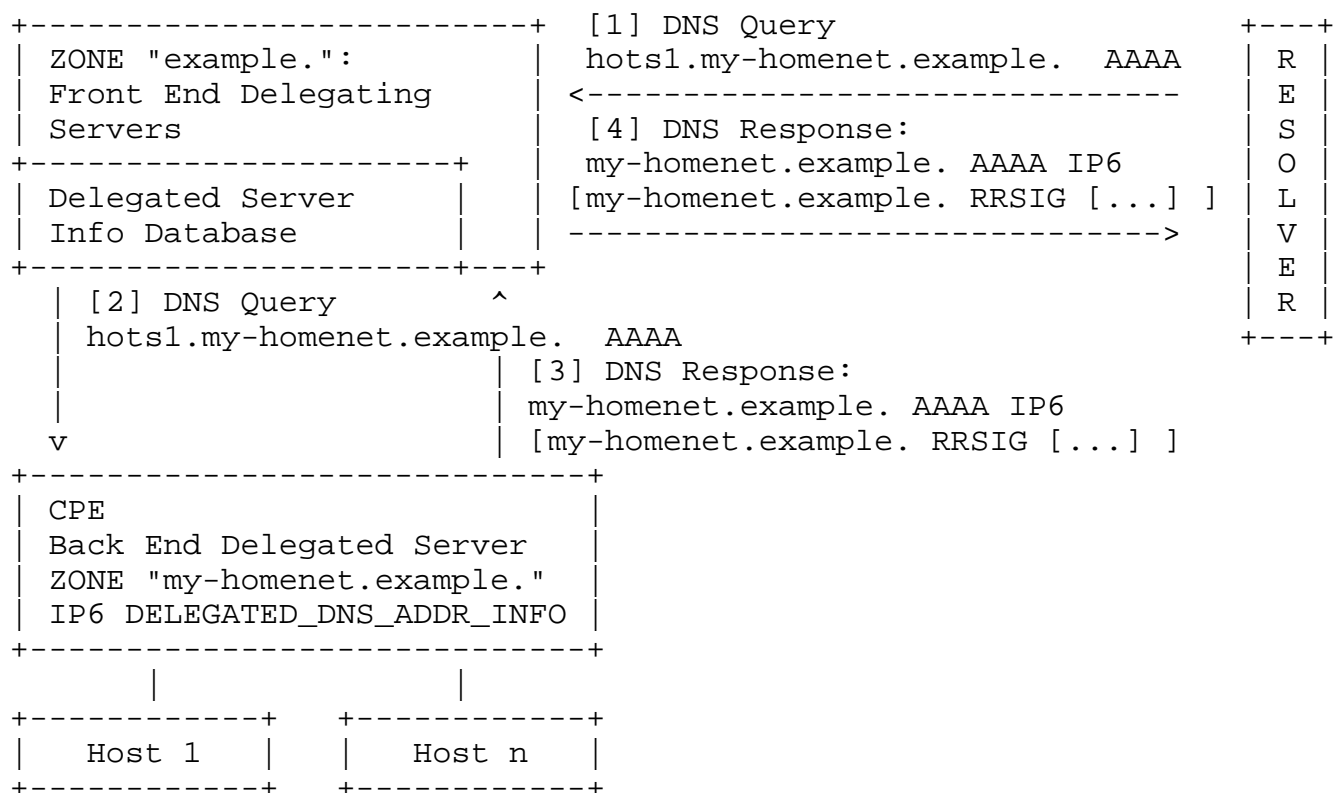 [1] DNS Query
ZONE "example.": hots1.my-homenet.example. AAAA R
Front End Delegating <------------------------------- E
Servers [4] DNS Response: S
my-homenet.example. AAAA IP6 O
Delegated Server [my-homenet.example. RRSIG [...] ] L
Info Database -------------------------------> V
E
[2] DNS Query ^ R
hots1.my-homenet.example. AAAA
[3] DNS Response:
my-homenet.example. AAAA IP6
v [my-homenet.example. RRSIG [...] ]
CPE
Back End Delegated Server
ZONE "my-homenet.example."
IP6 DELEGATED_DNS_ADDR_INFO
Host 1 Host n